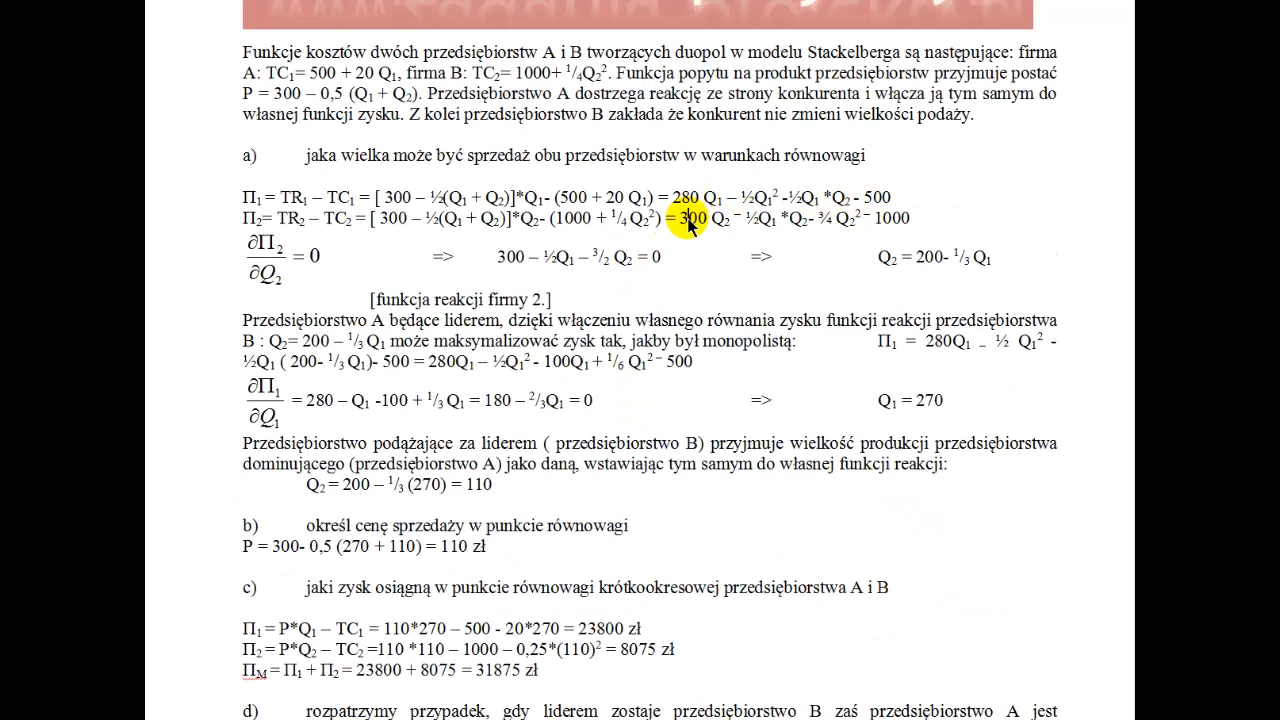 Funkcje kosztów dwóch przedsiębiorstw A i B tworzących duopol w modelu Stackelberga są następujące: firma
A: TC₁= 500 + 20 Q₁, firma B: TC₂= 1000+ ¹/₄Q₂². Funkcja popytu na produkt przedsiębiorstw przyjmuje postać
P = 300 – 0,5 (Q₁ + Q₂). Przedsiębiorstwo A dostrzega reakcję ze strony konkurenta i włącza ją tym samym do
własnej funkcji zysku. Z kolei przedsiębiorstwo B zakłada że konkurent nie zmieni wielkości podaży.
a) jaka wielka może być sprzedaż obu przedsiębiorstw w warunkach równowagi
Π₁ = TR₁ – TC₁ = [ 300 – ½(Q₁ + Q₂)]*Q₁- (500 + 20 Q₁) = 280 Q₁ – ½Q₁² -½Q₁ *Q₂ - 500
Π₂= TR₂ – TC₂ = [ 300 – ½(Q₁ + Q₂)]*Q₂- (1000 + ¹/₄ Q₂²) = 300 Q₂ – ½Q₁ *Q₂- ¾ Q₂² – 1000
∂Π₂/∂Q₂ = 0 => 300 – ½Q₁ – ³/₂ Q₂ = 0 => Q₂ = 200- ¹/₃ Q₁
[funkcja reakcji firmy 2.]
Przedsiębiorstwo A będące liderem, dzięki włączeniu własnego równania zysku funkcji reakcji przedsiębiorstwa
B : Q₂= 200 – ¹/₃ Q₁ może maksymalizować zysk tak, jakby był monopolistą: Π₁ = 280Q₁ – ½ Q₁² -
½Q₁ ( 200- ¹/₃ Q₁)- 500 = 280Q₁ – ½Q₁² - 100Q₁ + ¹/₆ Q₁² – 500
∂Π₁/∂Q₁ = 280 – Q₁ -100 + ¹/₃ Q₁ = 180 – ²/₃Q₁ = 0 => Q₁ = 270
Przedsiębiorstwo podążające za liderem ( przedsiębiorstwo B) przyjmuje wielkość produkcji przedsiębiorstwa
dominującego (przedsiębiorstwo A) jako daną, wstawiając tym samym do własnej funkcji reakcji:
Q₂ = 200 – ¹/₃ (270) = 110
b) określ cenę sprzedaży w punkcie równowagi
P = 300- 0,5 (270 + 110) = 110 zł
c) jaki zysk osiągną w punkcie równowagi krótkookresowej przedsiębiorstwa A i B
Π₁ = P*Q₁ – TC₁ = 110*270 – 500 - 20*270 = 23800 zł
Π₂ = P*Q₂ – TC₂ =110 *110 – 1000 – 0,25*(110)² = 8075 zł
Π<sub>M</sub> = Π₁ + Π₂ = 23800 + 8075 = 31875 zł
d) rozpatrzymy przypadek, gdy liderem zostaje przedsiębiorstwo B zaś przedsiębiorstwo A jest